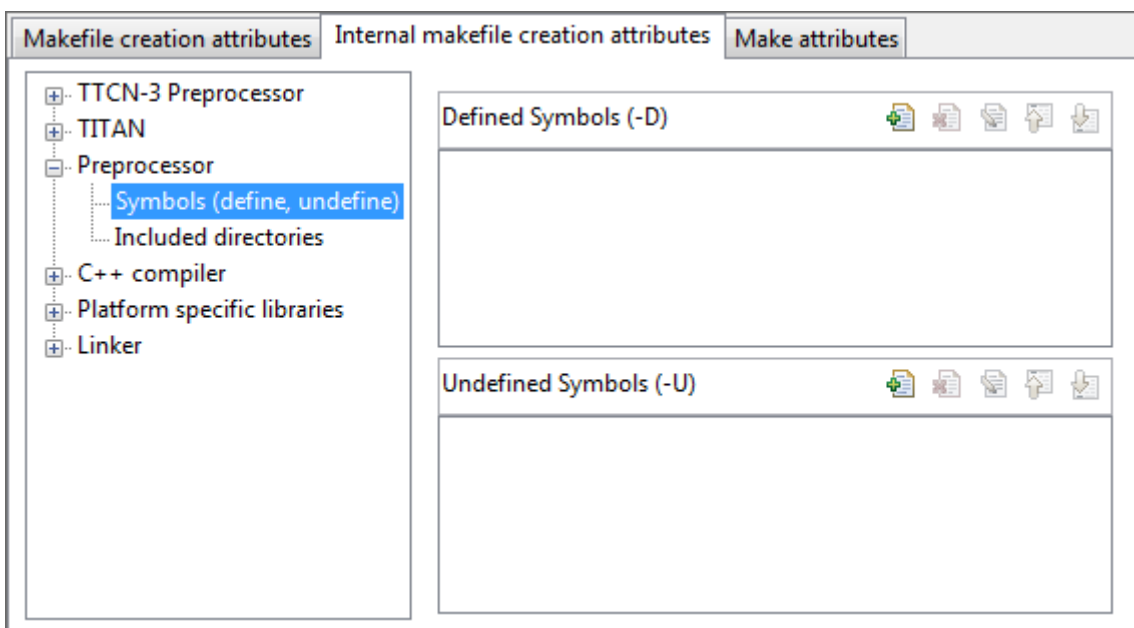 Makefile creation attributes
Internal makefile creation attributes
Make attributes
TTCN-3 Preprocessor
TITAN
Preprocessor
Symbols (define, undefine)
Included directories
C++ compiler
Platform specific libraries
Linker
Defined Symbols (-D)
Undefined Symbols (-U)